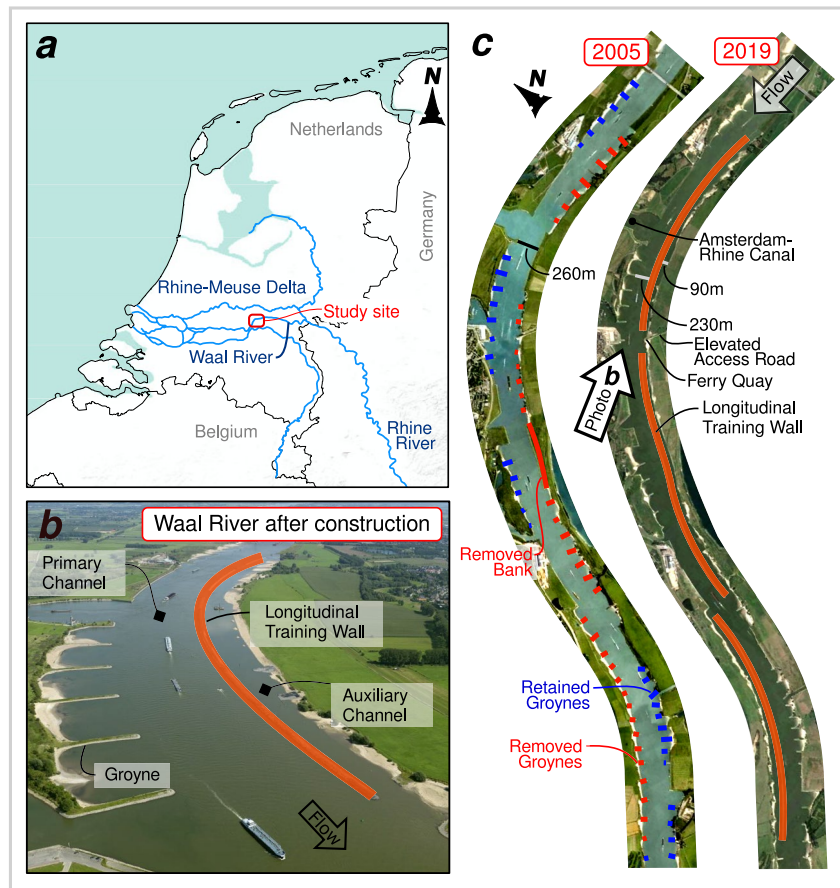 a
N
Netherlands
Germany
Rhine-Meuse Delta
Study site
Waal River
Rhine
River
Belgium
b
Waal River after construction
Primary
Channel
Longitudinal
Training Wall
Auxiliary
Channel
Groyne
Flow
c
2005
2019
N
Flow
Amsterdam-
Rhine Canal
260m
90m
230m
Elevated
Access Road
Ferry Quay
Photo b
Longitudinal
Training Wall
Removed
Bank
Retained
Groynes
Removed
Groynes